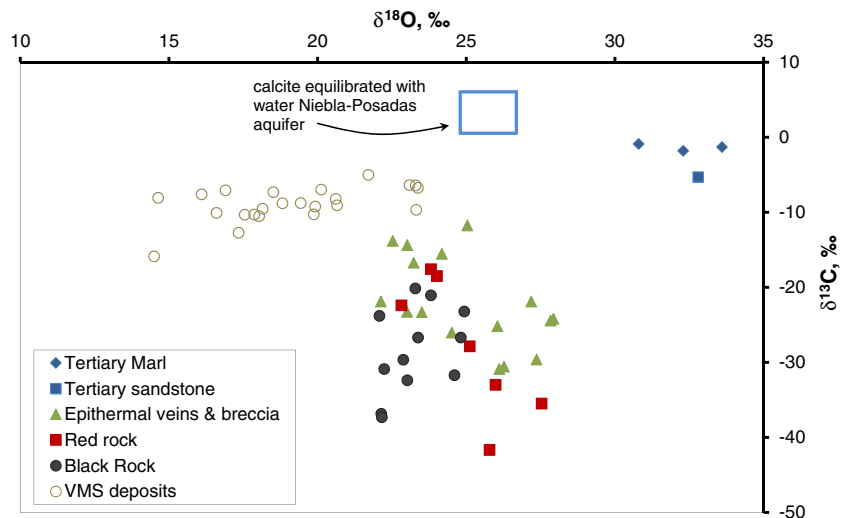 δ18O, ‰
10 15 20 25 30 35
10
0
-10
-20
-30
-40
-50
δ13C, ‰
calcite equilibrated with
water Niebla-Posadas
aquifer
Tertiary Marl
Tertiary sandstone
Epithermal veins & breccia
Red rock
Black Rock
VMS deposits